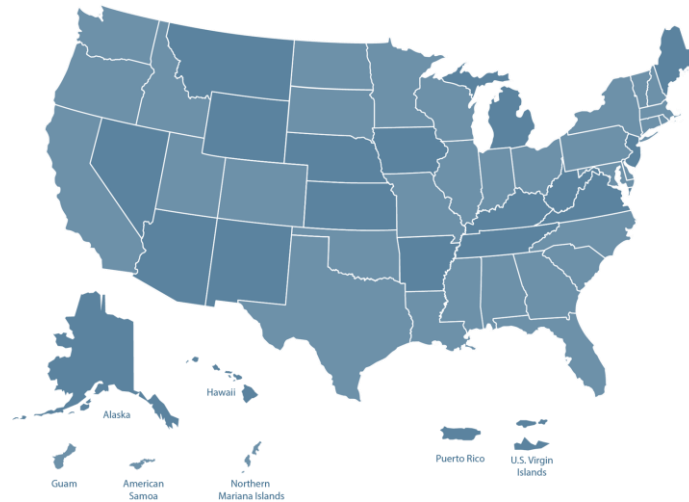 Hawaii
Alaska
Puerto Rico
U.S. Virgin
Islands
Guam
American
Samoa
Northern
Mariana Islands